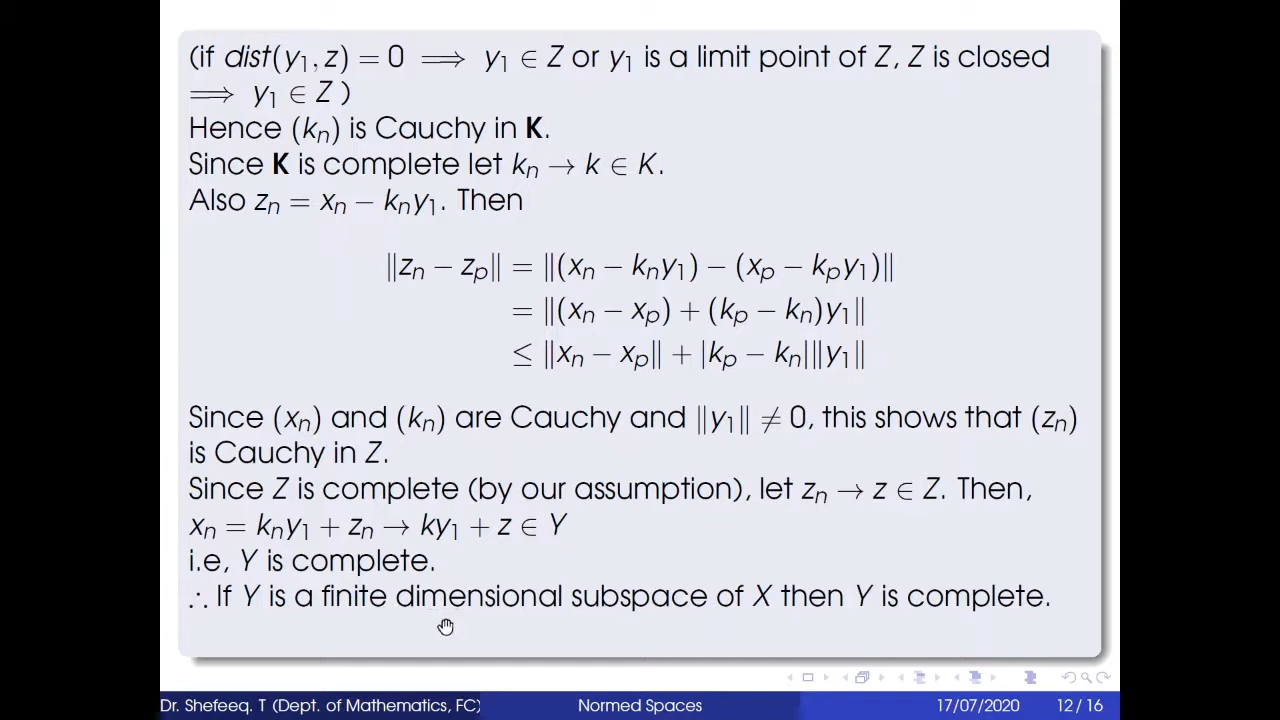 (if dist(y₁, z) = 0 ⟹ y₁ ∈ Z or y₁ is a limit point of Z, Z is closed
⟹ y₁ ∈ Z )
Hence (kₙ) is Cauchy in K.
Since K is complete let kₙ → k ∈ K.
Also zₙ = xₙ − kₙy₁. Then
‖zₙ − zₚ‖ = ‖(xₙ − kₙy₁) − (xₚ − kₚy₁)‖
= ‖(xₙ − xₚ) + (kₚ − kₙ)y₁‖
≤ ‖xₙ − xₚ‖ + |kₚ − kₙ|‖y₁‖
Since (xₙ) and (kₙ) are Cauchy and ‖y₁‖ ≠ 0, this shows that (zₙ)
is Cauchy in Z.
Since Z is complete (by our assumption), let zₙ → z ∈ Z. Then,
xₙ = kₙy₁ + zₙ → ky₁ + z ∈ Y
i.e, Y is complete.
∴ If Y is a finite dimensional subspace of X then Y is complete.
Dr. Shefeeq. T (Dept. of Mathematics, FC) Normed Spaces 17/07/2020 12 / 16